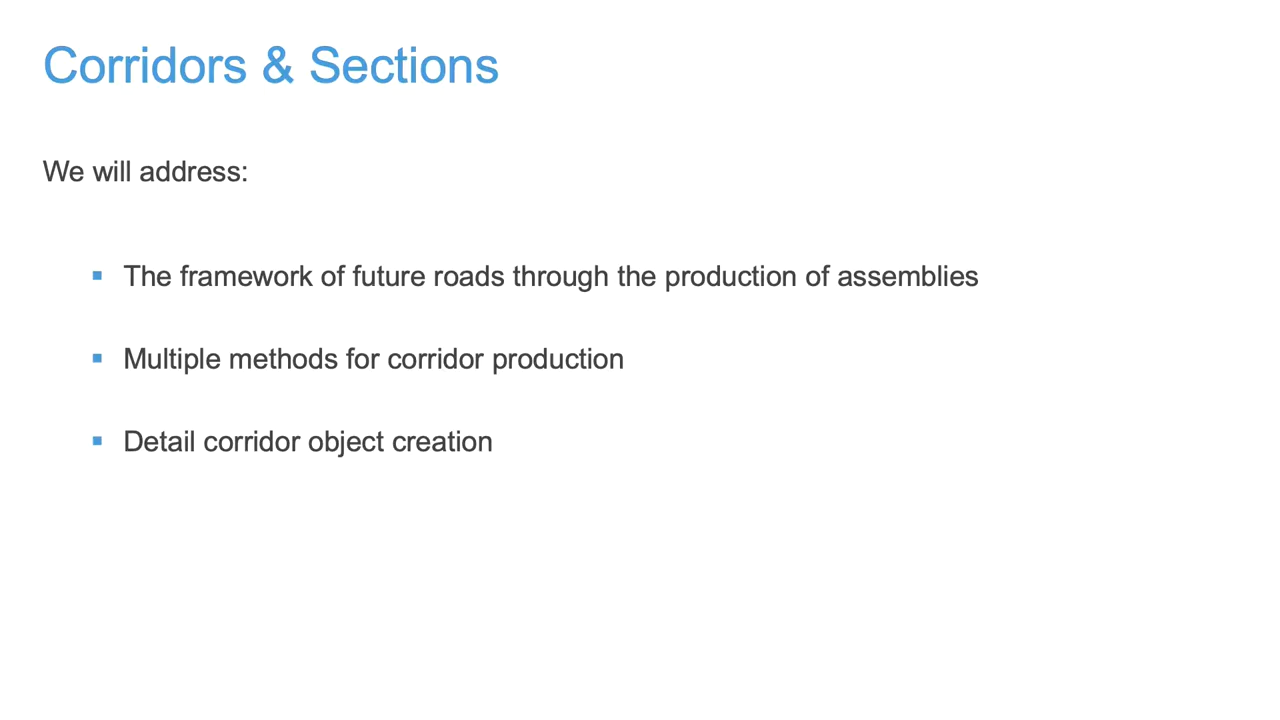 Corridors & Sections
We will address:
▪ The framework of future roads through the production of assemblies
▪ Multiple methods for corridor production
▪ Detail corridor object creation